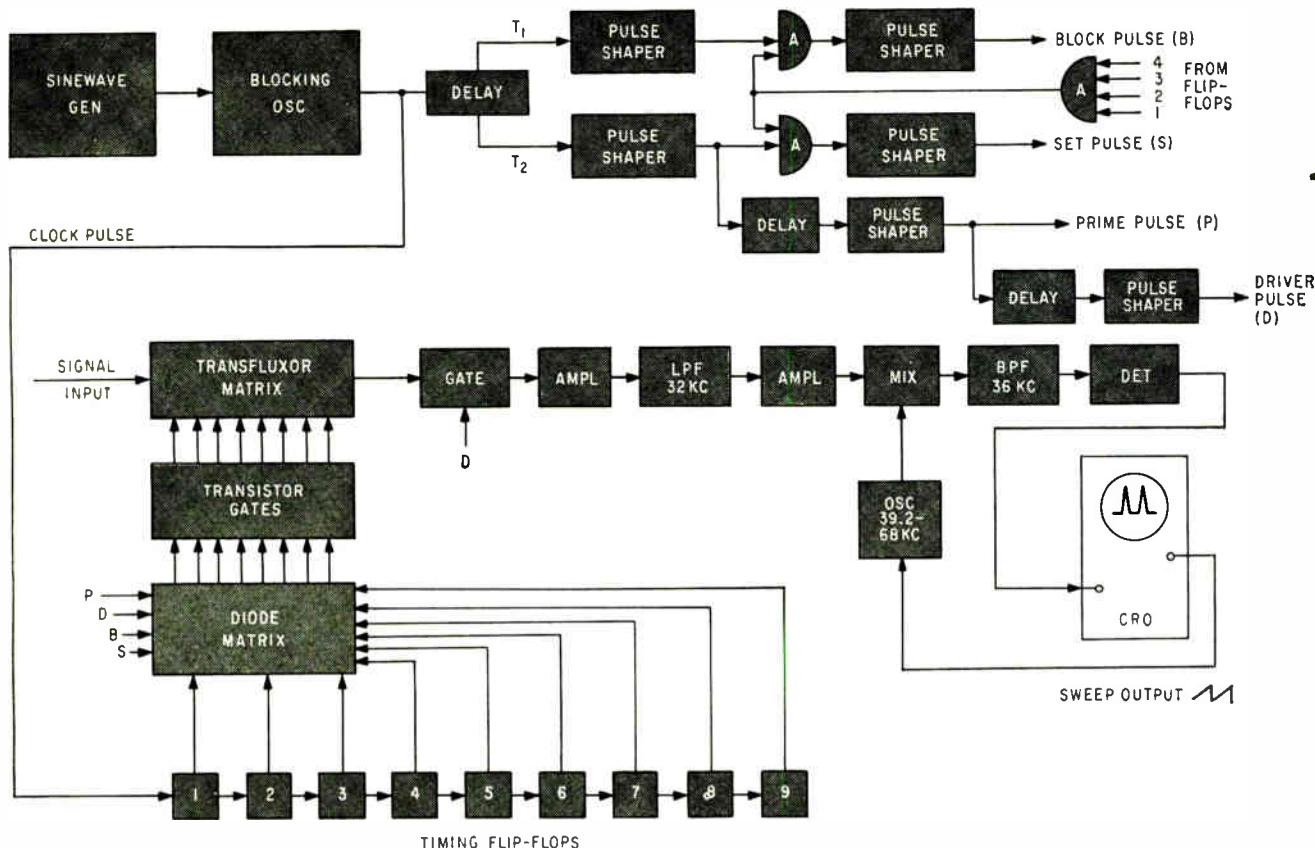 SINEWAVE
GEN
BLOCKING
OSC
DELAY
T1
PULSE
SHAPER
A
PULSE
SHAPER
BLOCK PULSE (B)
A
4
3
2
1
FROM
FLIP-
FLOPS
T2
PULSE
SHAPER
A
PULSE
SHAPER
SET PULSE (S)
DELAY
PULSE
SHAPER
PRIME PULSE (P)
DELAY
PULSE
SHAPER
DRIVER
PULSE
(D)
CLOCK PULSE
SIGNAL
INPUT
TRANSFLUXOR
MATRIX
GATE
D
AMPL
LPF
32 KC
AMPL
MIX
BPF
36 KC
DET
OSC
39.2-
68 KC
CRO
SWEEP OUTPUT
TRANSISTOR
GATES
P
D
B
S
DIODE
MATRIX
1
2
3
4
5
6
7
8
9
TIMING FLIP-FLOPS